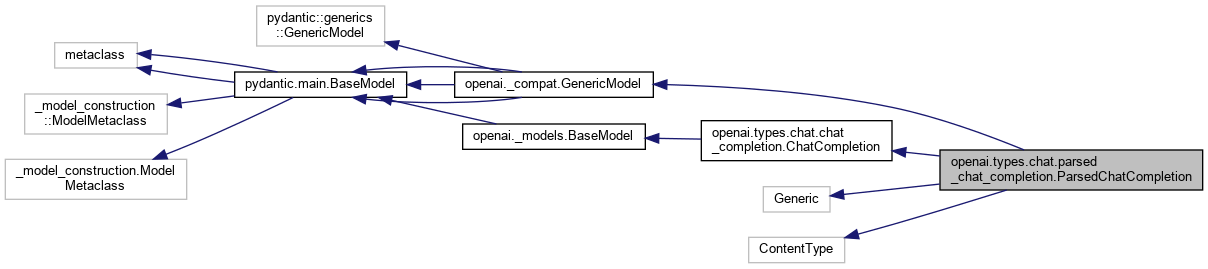 pydantic::generics
::GenericModel
metaclass
pydantic.main.BaseModel
openai._compat.GenericModel
_model_construction
::ModelMetaclass
openai._models.BaseModel
openai.types.chat.chat
_completion.ChatCompletion
openai.types.chat.parsed
_chat_completion.ParsedChatCompletion
_model_construction.Model
Metaclass
Generic
ContentType